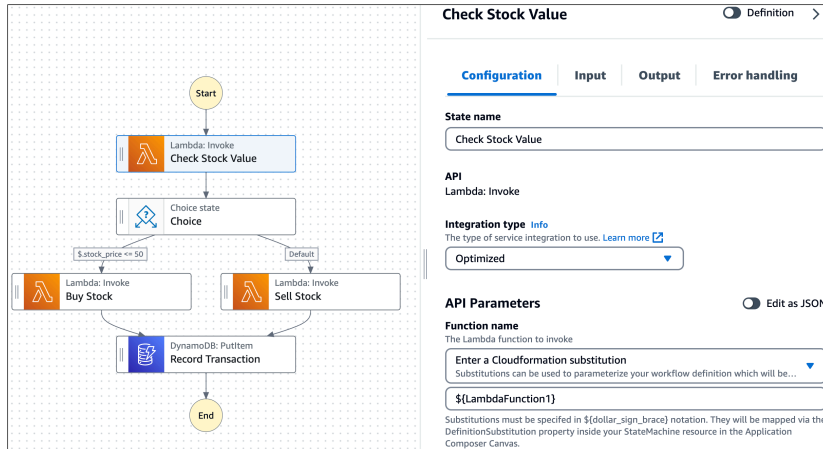 Start
Lambda: Invoke
Check Stock Value
Choice state
Choice
$.stock_price <= 50
Default
Lambda: Invoke
Buy Stock
Lambda: Invoke
Sell Stock
DynamoDB: PutItem
Record Transaction
End
Check Stock Value
Definition
Configuration
Input
Output
Error handling
State name
Check Stock Value
API
Lambda: Invoke
Integration type Info
The type of service integration to use. Learn more
Optimized
API Parameters
Edit as JSON
Function name
The Lambda function to invoke
Enter a Cloudformation substitution
Substitutions can be used to parameterize your workflow definition which will be...
${LambdaFunction1}
Substitutions must be specifed in ${dollar_sign_brace} notation. They will be mapped via the
DefinitionSubstitution property inside your StateMachine resource in the Application
Composer Canvas.